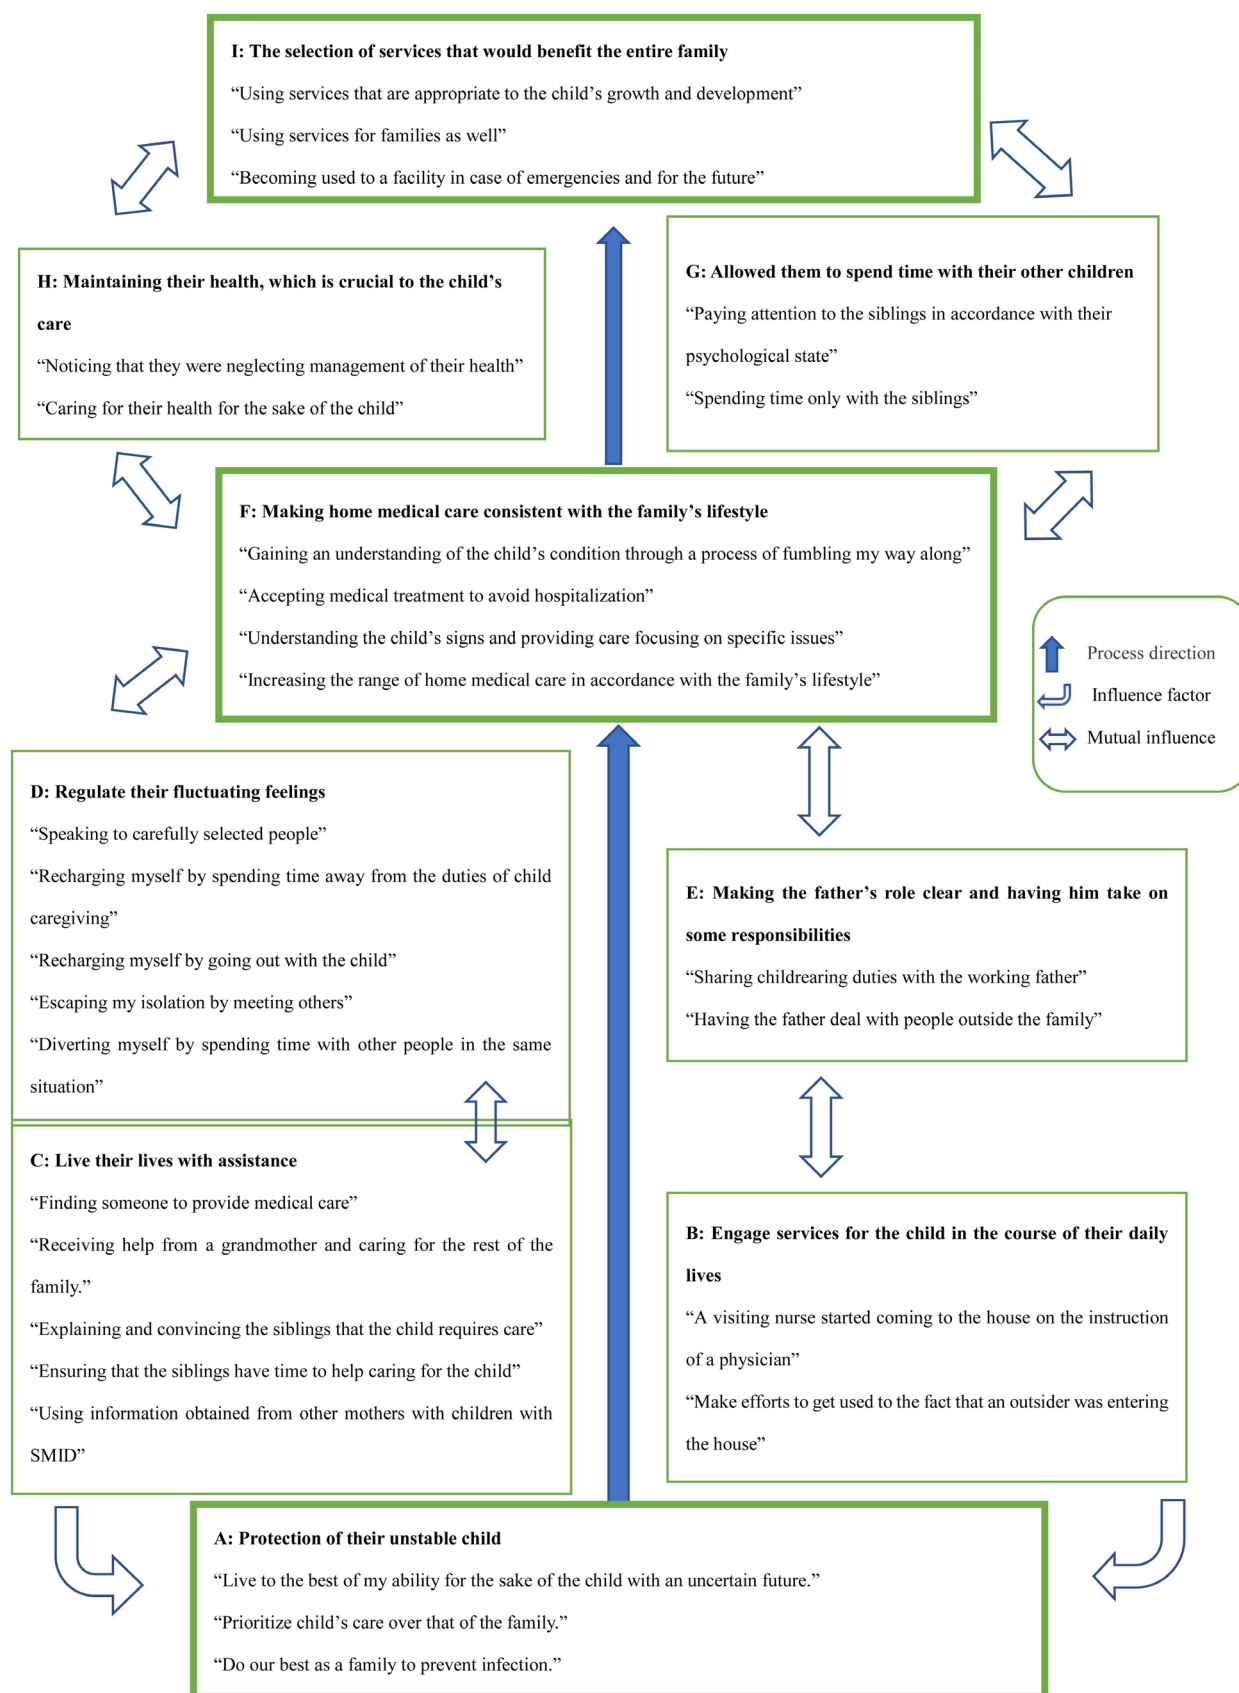 I: The selection of services that would benefit the entire family
“Using services that are appropriate to the child’s growth and development”
“Using services for families as well”
“Becoming used to a facility in case of emergencies and for the future”
H: Maintaining their health, which is crucial to the child’s
care
“Noticing that they were neglecting management of their health”
“Caring for their health for the sake of the child”
G: Allowed them to spend time with their other children
“Paying attention to the siblings in accordance with their
psychological state”
“Spending time only with the siblings”
F: Making home medical care consistent with the family’s lifestyle
“Gaining an understanding of the child’s condition through a process of fumbling my way along”
“Accepting medical treatment to avoid hospitalization”
“Understanding the child’s signs and providing care focusing on specific issues”
“Increasing the range of home medical care in accordance with the family’s lifestyle”
Process direction
Influence factor
Mutual influence
D: Regulate their fluctuating feelings
“Speaking to carefully selected people”
“Recharging myself by spending time away from the duties of child
caregiving”
“Recharging myself by going out with the child”
“Escaping my isolation by meeting others”
“Diverting myself by spending time with other people in the same
situation”
E: Making the father’s role clear and having him take on
some responsibilities
“Sharing childrearing duties with the working father”
“Having the father deal with people outside the family”
C: Live their lives with assistance
“Finding someone to provide medical care”
“Receiving help from a grandmother and caring for the rest of the
family.”
“Explaining and convincing the siblings that the child requires care”
“Ensuring that the siblings have time to help caring for the child”
“Using information obtained from other mothers with children with
SMID”
B: Engage services for the child in the course of their daily
lives
“A visiting nurse started coming to the house on the instruction
of a physician”
“Make efforts to get used to the fact that an outsider was entering
the house”
A: Protection of their unstable child
“Live to the best of my ability for the sake of the child with an uncertain future.”
“Prioritize child’s care over that of the family.”
“Do our best as a family to prevent infection.”